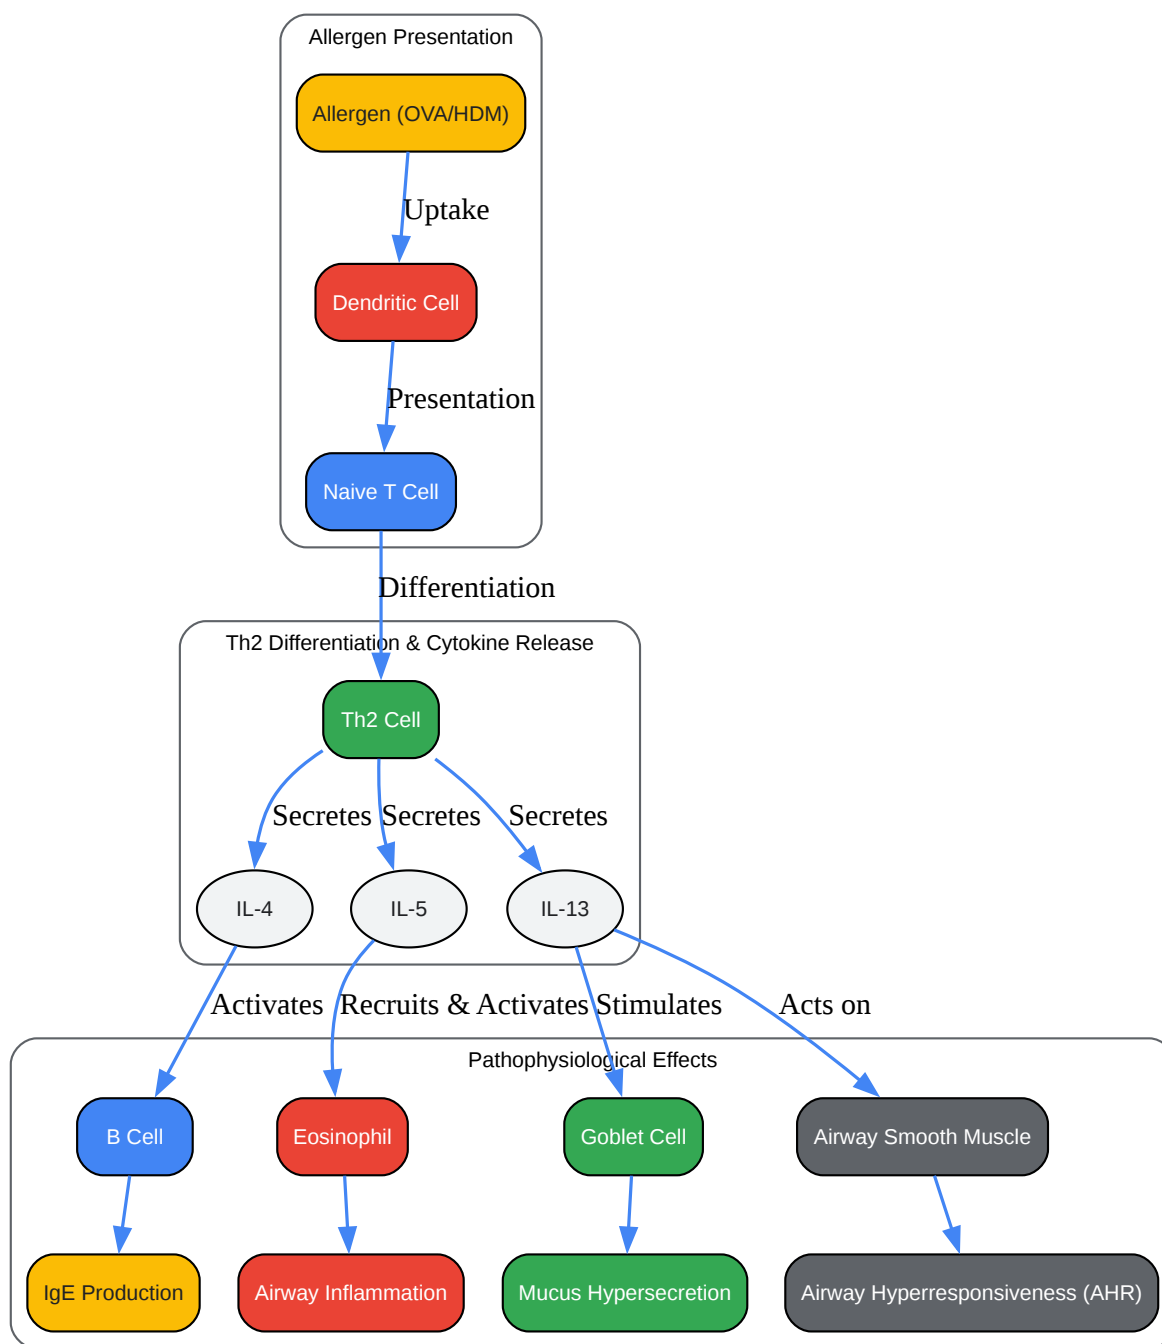 Allergen Presentation
Allergen (OVA/HDM)
Uptake
Dendritic Cell
Presentation
Naive T Cell
Differentiation
Th2 Differentiation & Cytokine Release
Th2 Cell
Secretes
Secretes
Secretes
IL-4
IL-5
IL-13
Activates
Recruits & Activates
Stimulates
Acts on
Pathophysiological Effects
B Cell
Eosinophil
Goblet Cell
Airway Smooth Muscle
IgE Production
Airway Inflammation
Mucus Hypersecretion
Airway Hyperresponsiveness (AHR)